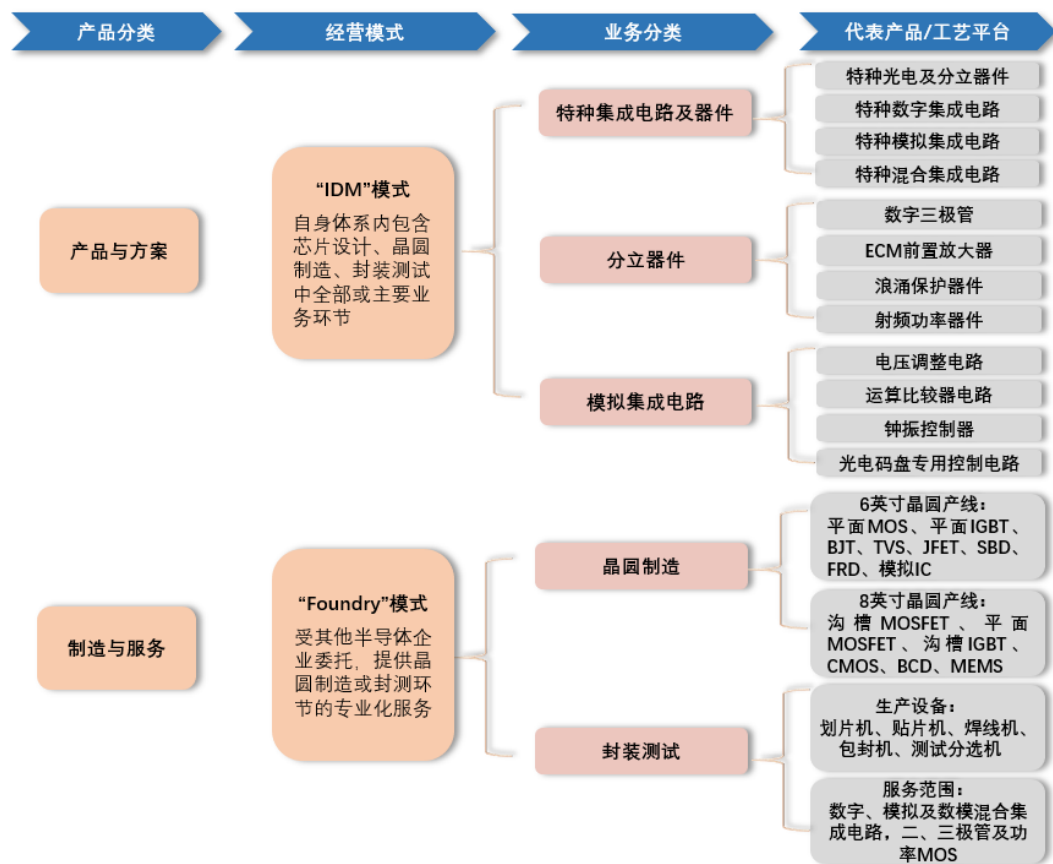 产品分类
经营模式
业务分类
代表产品/工艺平台
产品与方案
“IDM”模式
自身体系内包含
芯片设计、晶圆
制造、封装测试
中全部或主要业
务环节
特种集成电路及器件
特种光电及分立器件
特种数字集成电路
特种模拟集成电路
特种混合集成电路
分立器件
数字三极管
ECM前置放大器
浪涌保护器件
射频功率器件
模拟集成电路
电压调整电路
运算比较器电路
钟振控制器
光电码盘专用控制电路
制造与服务
“Foundry”模式
受其他半导体企
业委托，提供晶
圆制造或封测环
节的专业化服务
晶圆制造
6英寸晶圆产线：
平面MOS、平面IGBT、
BJT、TVS、JFET、SBD、
FRD、模拟IC
8英寸晶圆产线：
沟槽MOSFET、平面
MOSFET、沟槽IGBT、
CMOS、BCD、MEMS
封装测试
生产设备：
划片机、贴片机、焊线机、
包封机、测试分选机
服务范围：
数字、模拟及数模混合集
成电路，二、三极管及功
率MOS